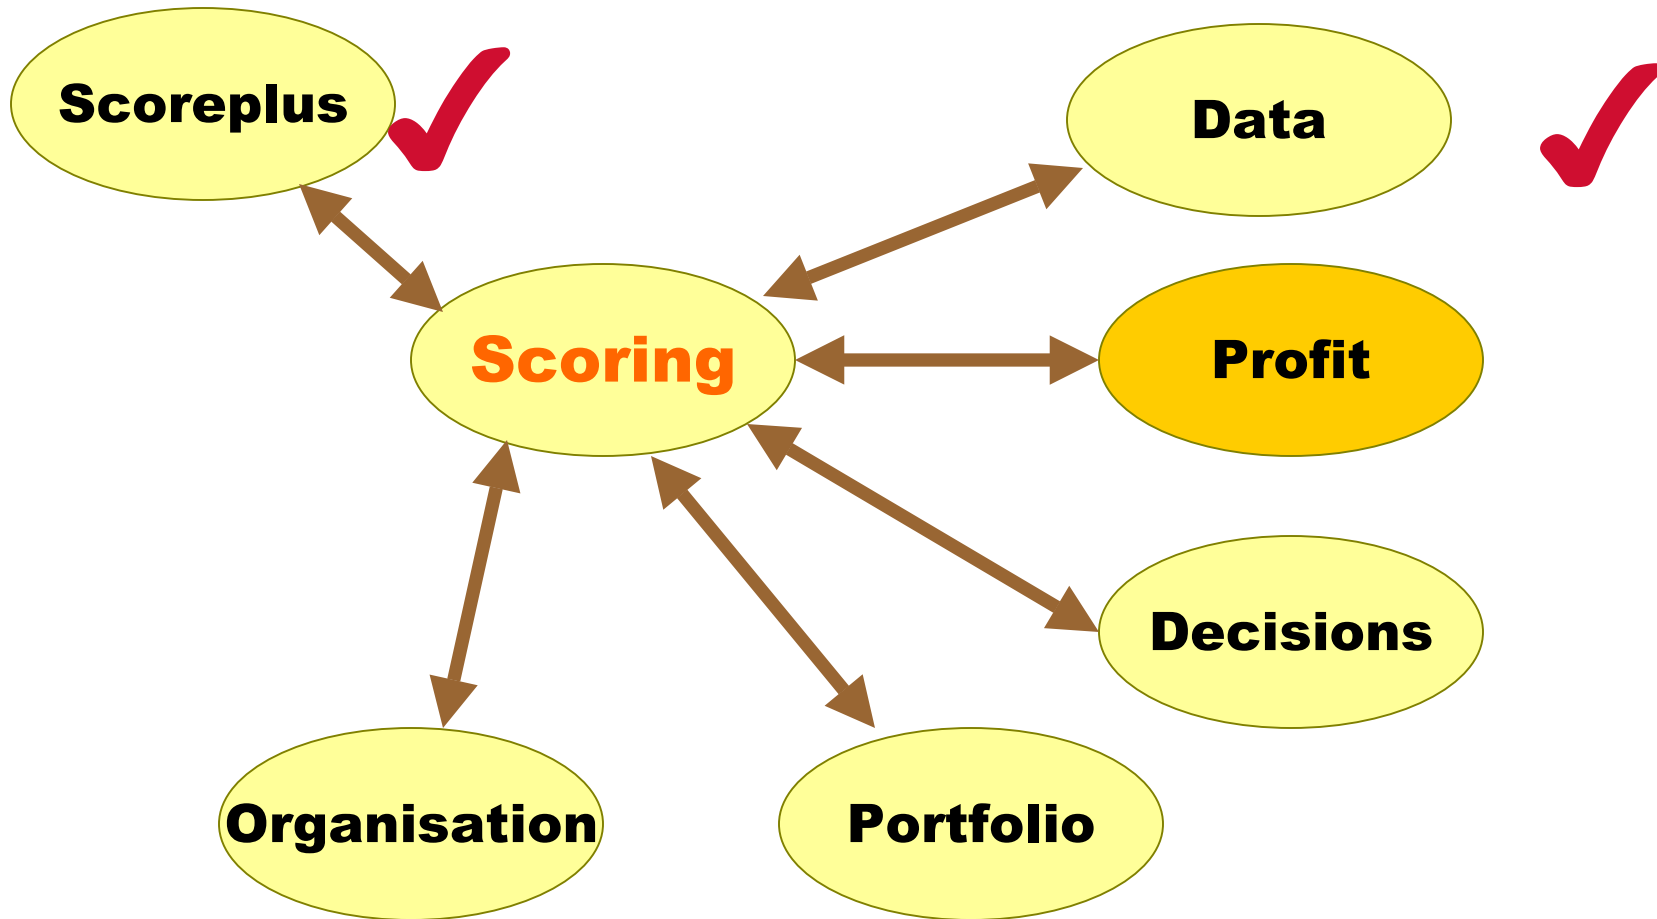 Scoreplus
Data
Scoring
Profit
Decisions
Organisation
Portfolio